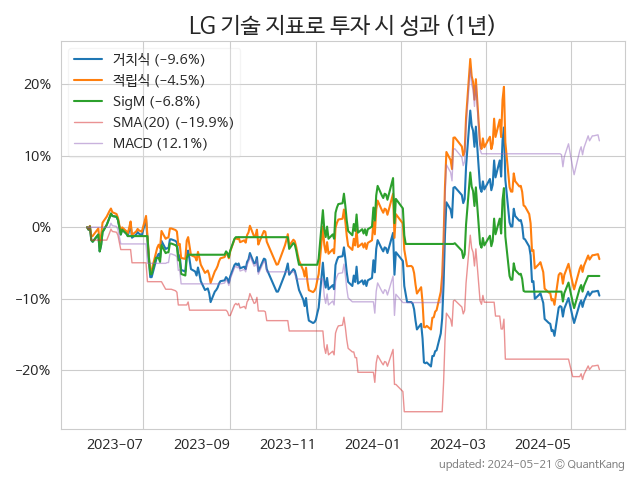 LG 기술 지표로 투자 시 성과 (1년)
거치식 (−9.6%)
적립식 (−4.5%)
SigM (−6.8%)
SMA(20) (−19.9%)
MACD (12.1%)
20%
10%
0%
−10%
−20%
2023−07 2023−09 2023−11 2024−01 2024−03 2024−05
updated: 2024−05−21 ⓒ QuantKang